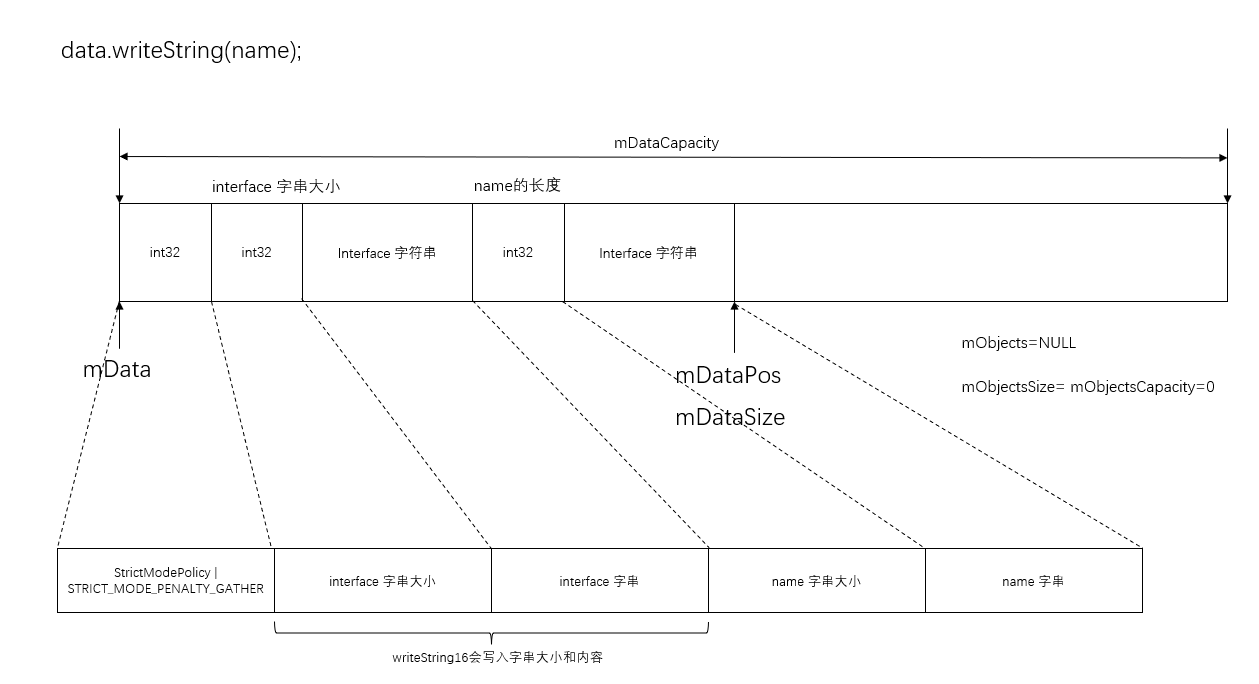 data.writeString(name);
mDataCapacity
interface 字串大小
name的长度
int32
int32
Interface 字符串
int32
Interface 字符串
mObjects=NULL
mData
mDataPos
mObjectsSize= mObjectsCapacity=0
mDataSize
StrictModePolicy |
STRICT_MODE_PENALTY_GATHER
interface 字串大小
interface 字串
name 字串大小
name 字串
writeString16会写入字串大小和内容